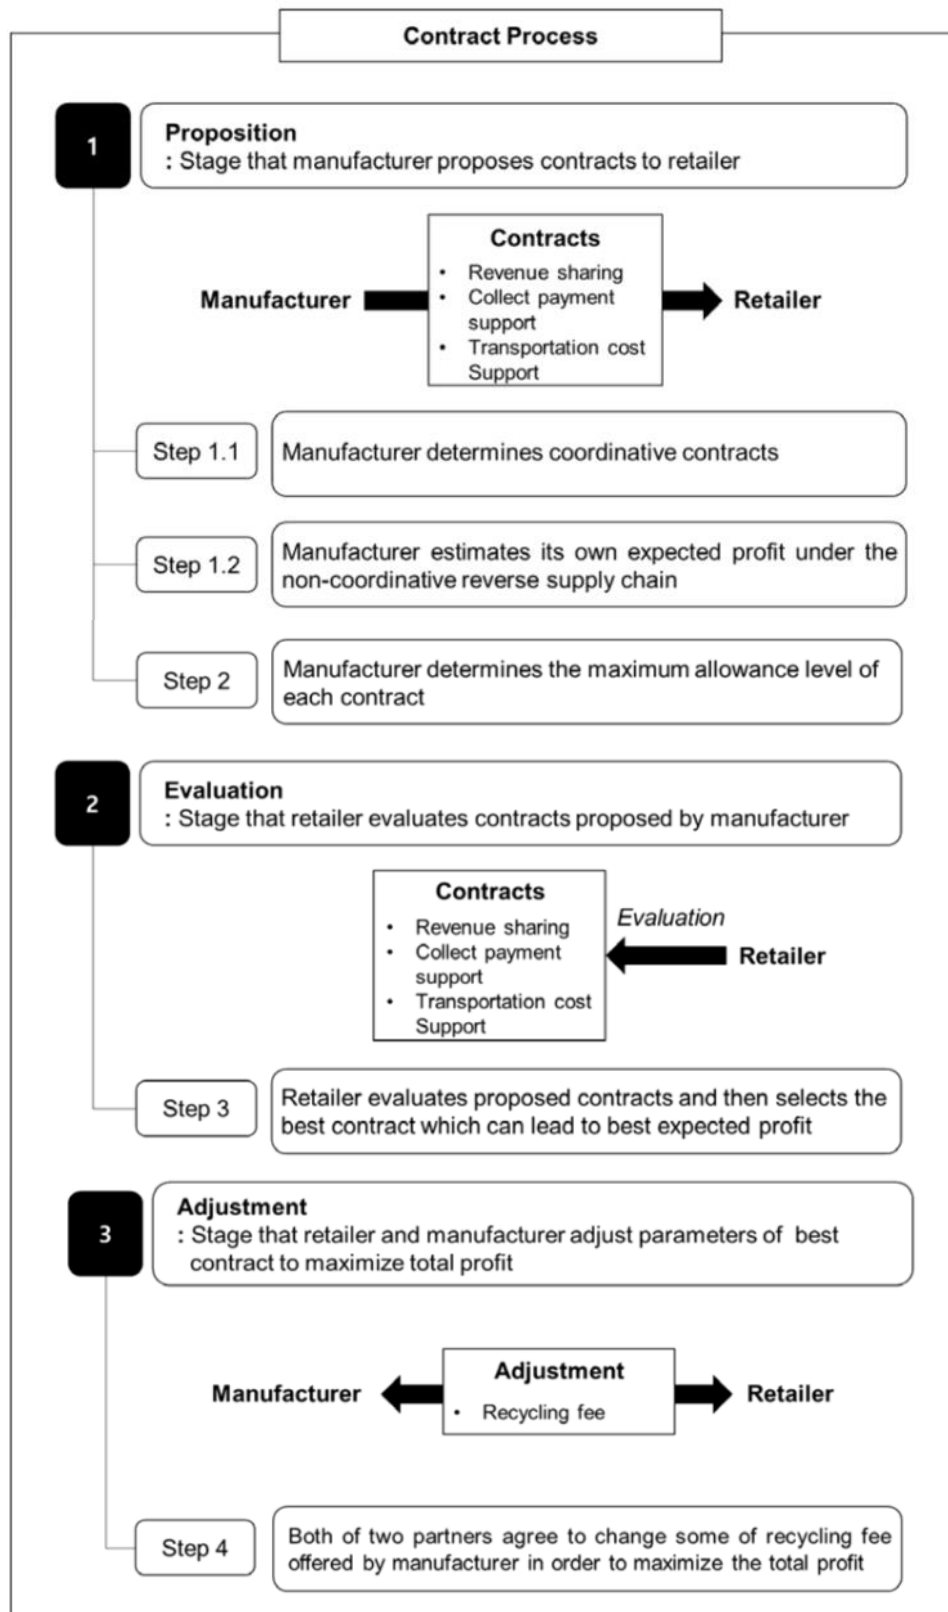 Contract Process
1
Proposition
: Stage that manufacturer proposes contracts to retailer
Contracts
• Revenue sharing
• Collect payment
support
• Transportation cost
Support
Manufacturer
Retailer
Step 1.1
Manufacturer determines coordinative contracts
Step 1.2
Manufacturer estimates its own expected profit under the
non-coordinative reverse supply chain
Step 2
Manufacturer determines the maximum allowance level of
each contract
2
Evaluation
: Stage that retailer evaluates contracts proposed by manufacturer
Contracts
• Revenue sharing
• Collect payment
support
• Transportation cost
Support
Evaluation
Retailer
Step 3
Retailer evaluates proposed contracts and then selects the
best contract which can lead to best expected profit
3
Adjustment
: Stage that retailer and manufacturer adjust parameters of best
contract to maximize total profit
Manufacturer
Adjustment
• Recycling fee
Retailer
Step 4
Both of two partners agree to change some of recycling fee
offered by manufacturer in order to maximize the total profit